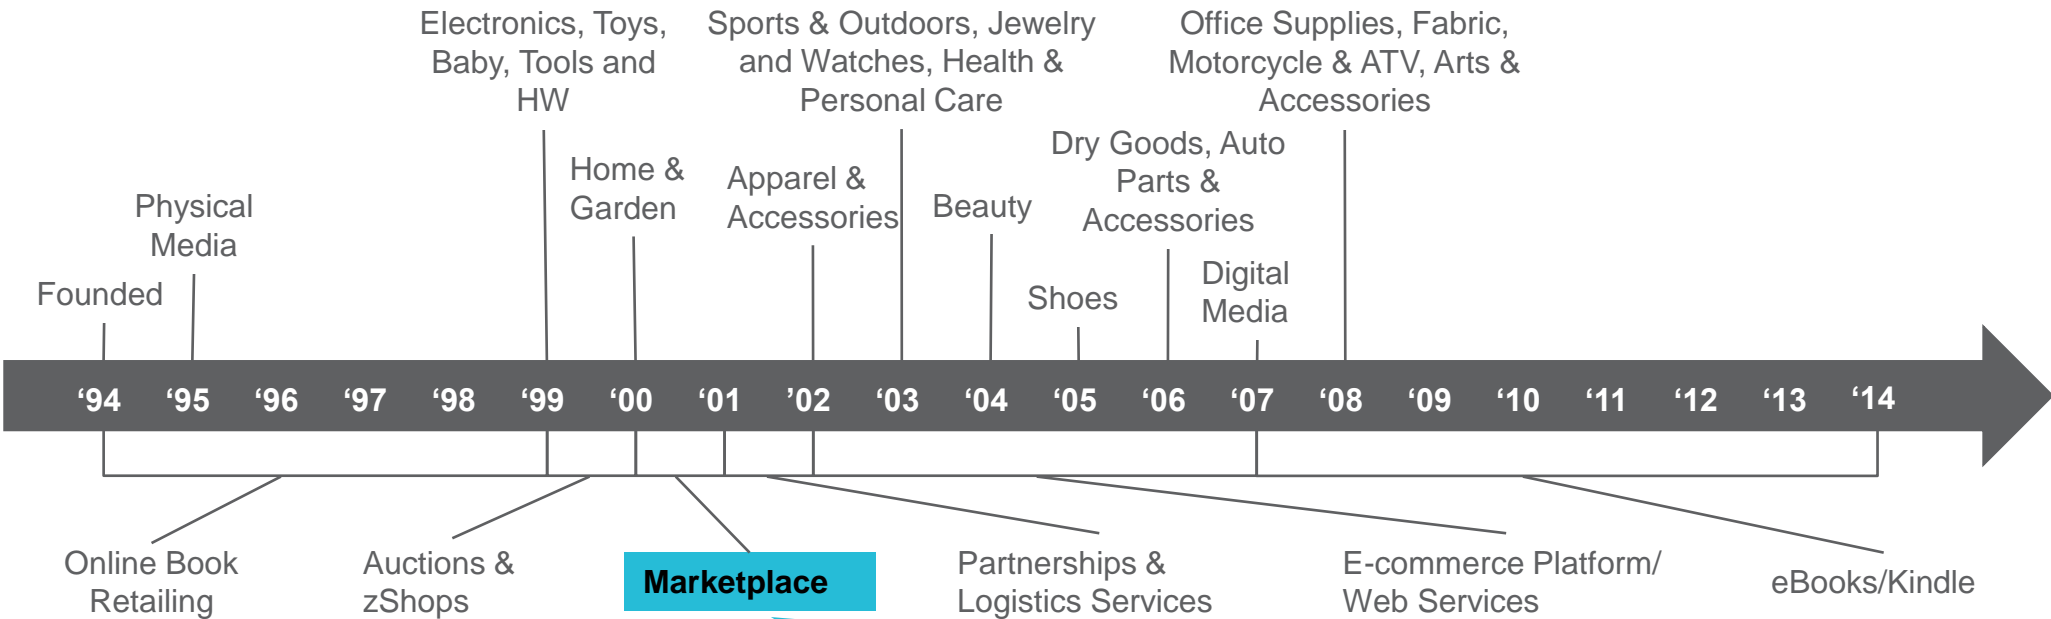 Electronics, Toys,
Baby, Tools and
HW
Sports & Outdoors, Jewelry
and Watches, Health &
Personal Care
Office Supplies, Fabric,
Motorcycle & ATV, Arts &
Accessories
Dry Goods, Auto
Parts &
Accessories
Home &
Garden
Apparel &
Accessories
Physical
Media
Beauty
Digital
Media
Founded
Shoes
‘94 ‘95 ‘96 ‘97 ‘98 ‘99 ‘00 ‘01 ’02 ‘03 ‘04 ‘05 ‘06 ‘07 ‘08 ‘09 ‘10 ‘11 ‘12 ‘13 ‘14
Online Book
Retailing
Auctions &
zShops
Marketplace
Partnerships &
Logistics Services
E-commerce Platform/
Web Services
eBooks/Kindle